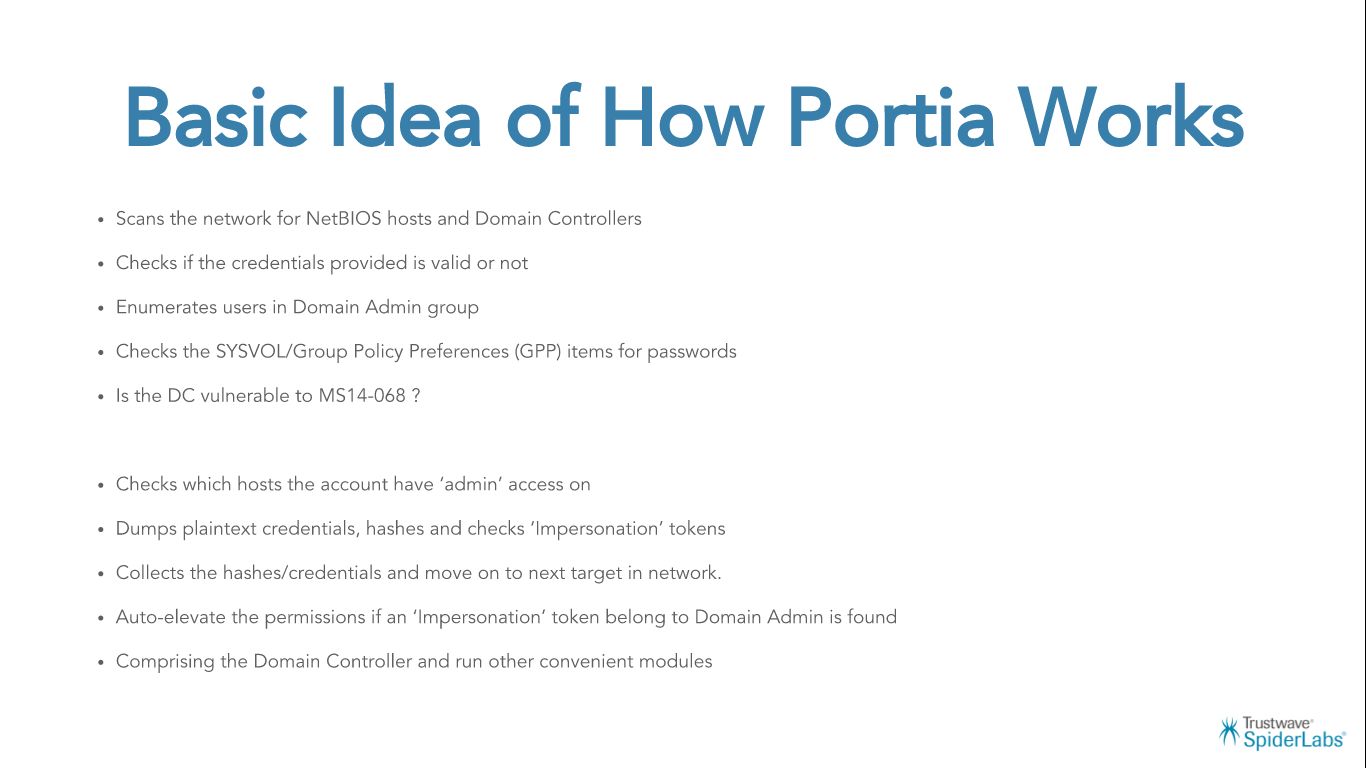 Basic Idea of How Portia Works
• Scans the network for NetBIOS hosts and Domain Controllers
• Checks if the credentials provided is valid or not
• Enumerates users in Domain Admin group
• Checks the SYSVOL/Group Policy Preferences (GPP) items for passwords
• Is the DC vulnerable to MS14-068 ?
• Checks which hosts the account have ‘admin’ access on
• Dumps plaintext credentials, hashes and checks ‘Impersonation’ tokens
• Collects the hashes/credentials and move on to next target in network.
• Auto-elevate the permissions if an ‘Impersonation’ token belong to Domain Admin is found
• Comprising the Domain Controller and run other convenient modules
Trustwave®
SpiderLabs®